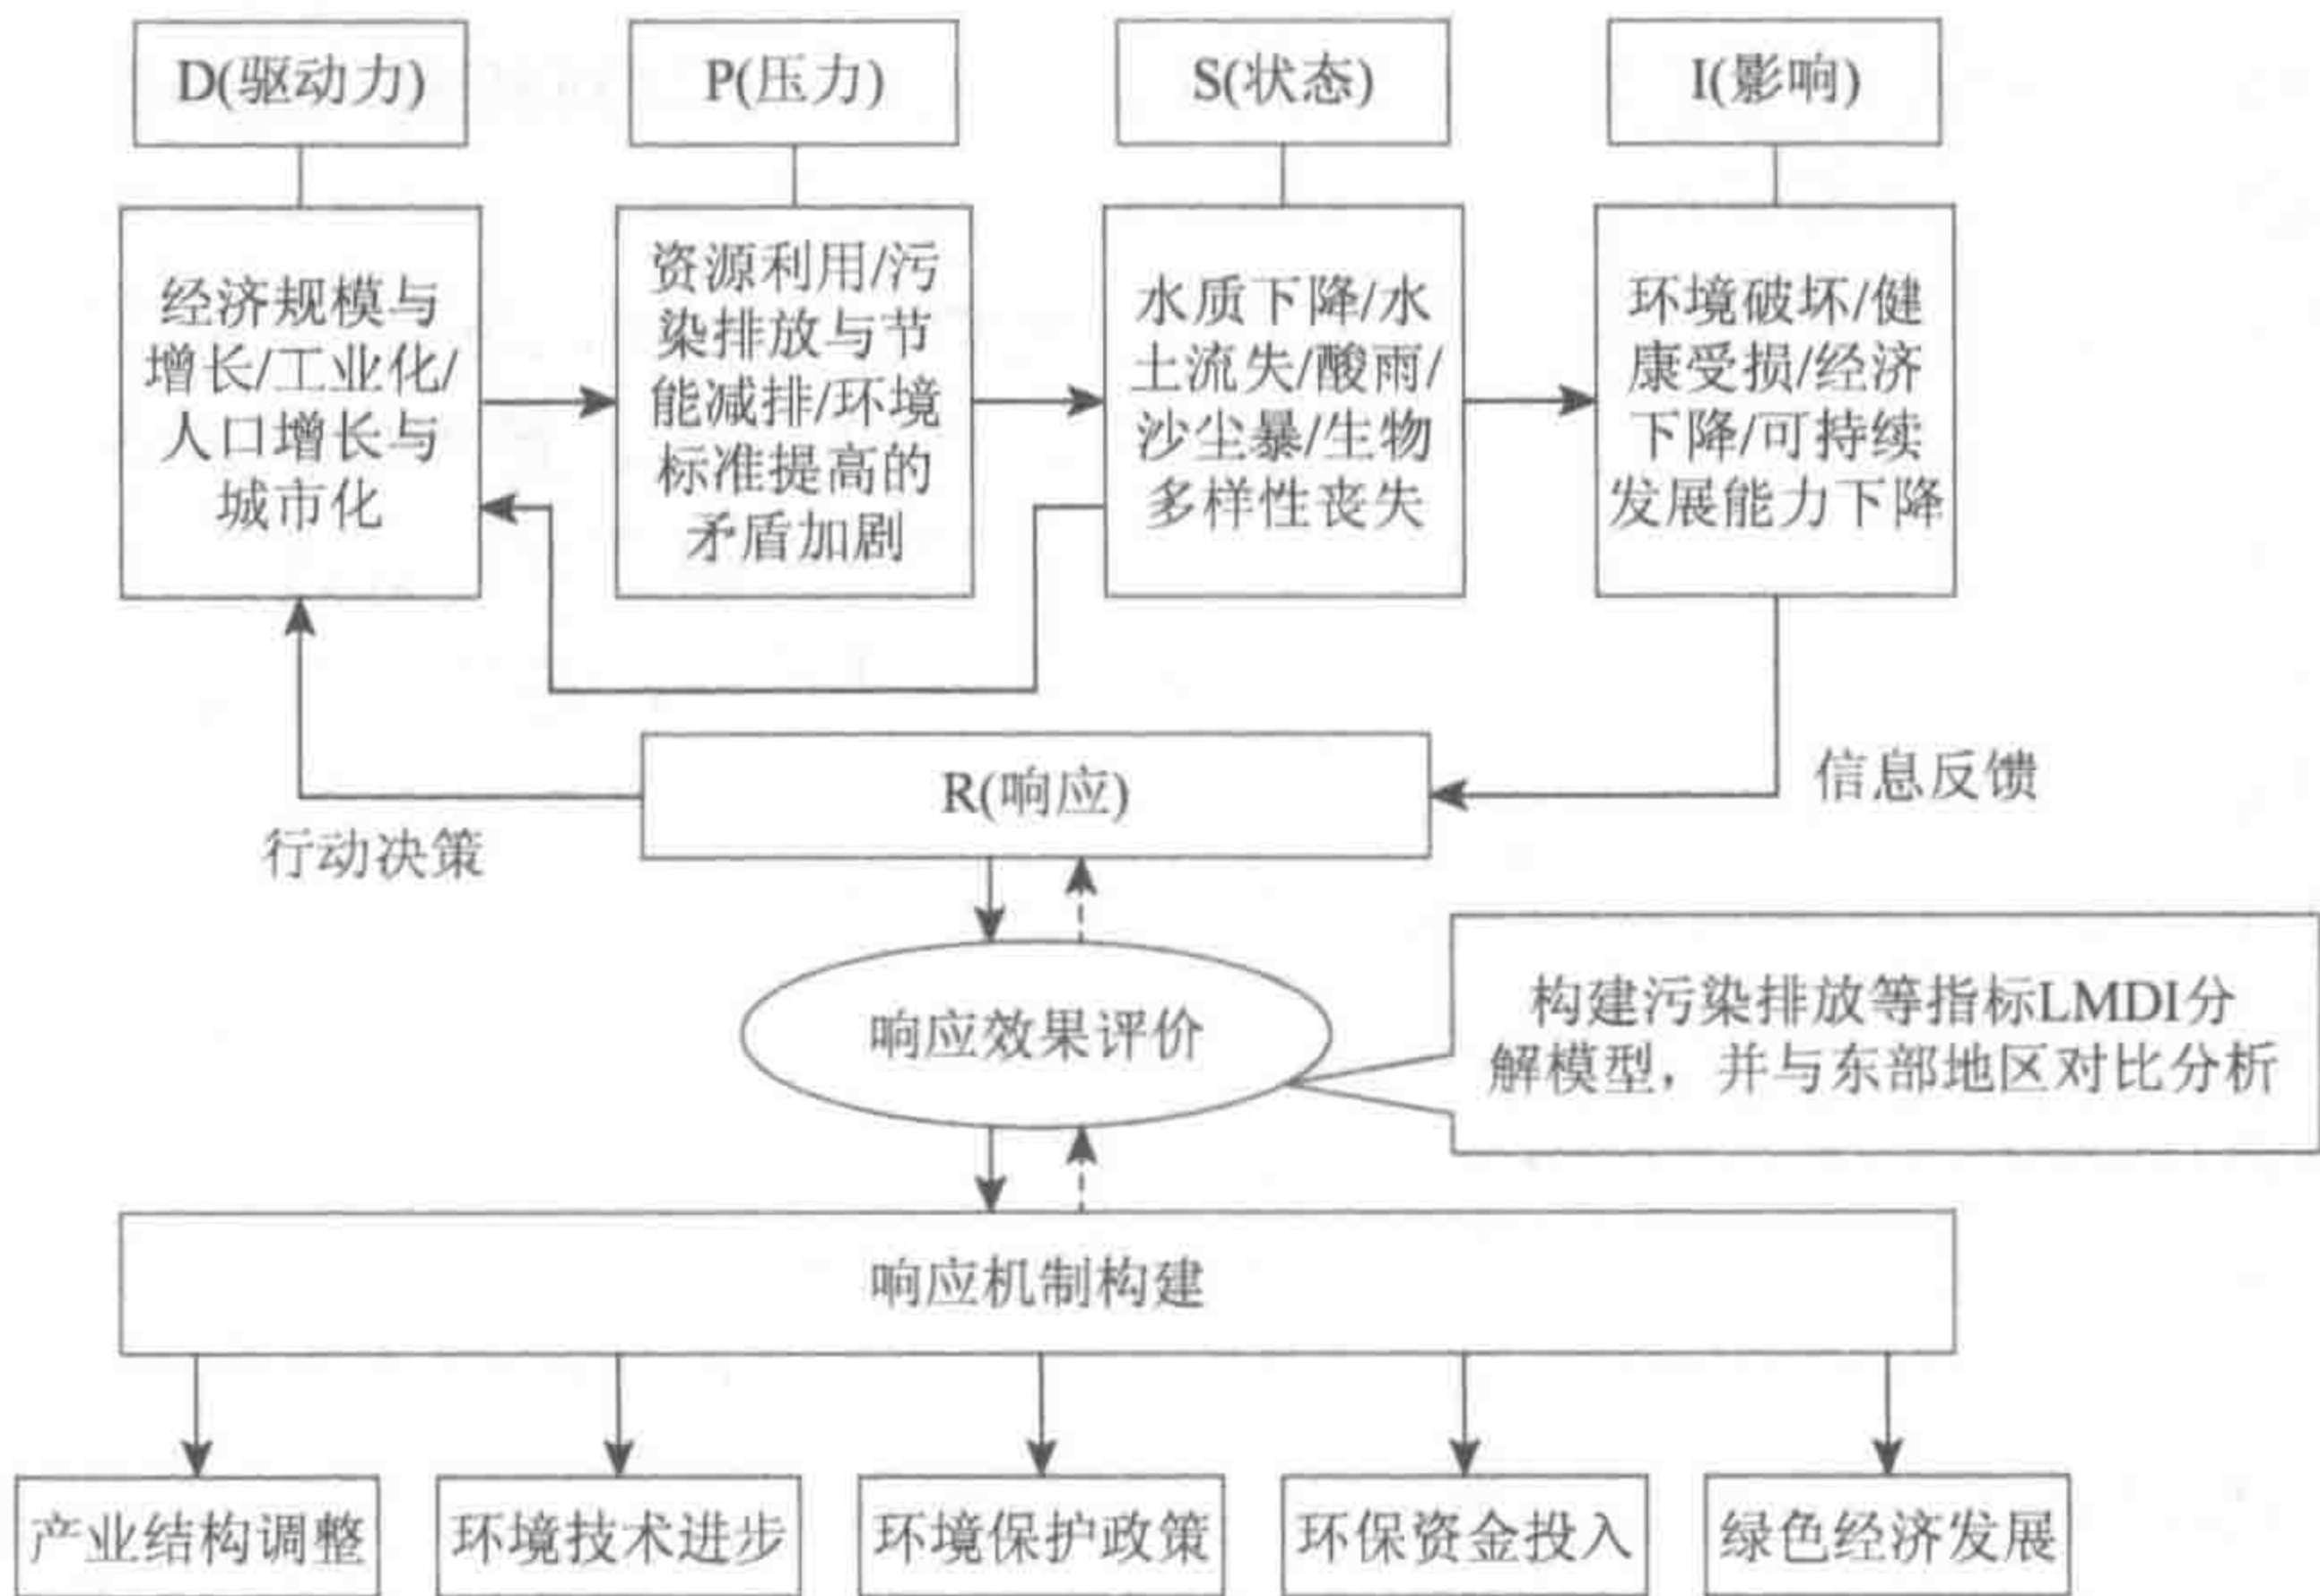 D(驱动力)
P(压力)
S(状态)
I(影响)
经济规模与
增长/工业化/
人口增长与
城市化
资源利用/污
染排放与节
能减排/环境
标准提高的
矛盾加剧
水质下降/水
土流失/酸雨/
沙尘暴/生物
多样性丧失
环境破坏/健
康受损/经济
下降/可持续
发展能力下降
R(响应)
信息反馈
行动决策
响应效果评价
构建污染排放等指标LMDI分
解模型，并与东部地区对比分析
响应机制构建
产业结构调整
环境技术进步
环境保护政策
环保资金投入
绿色经济发展